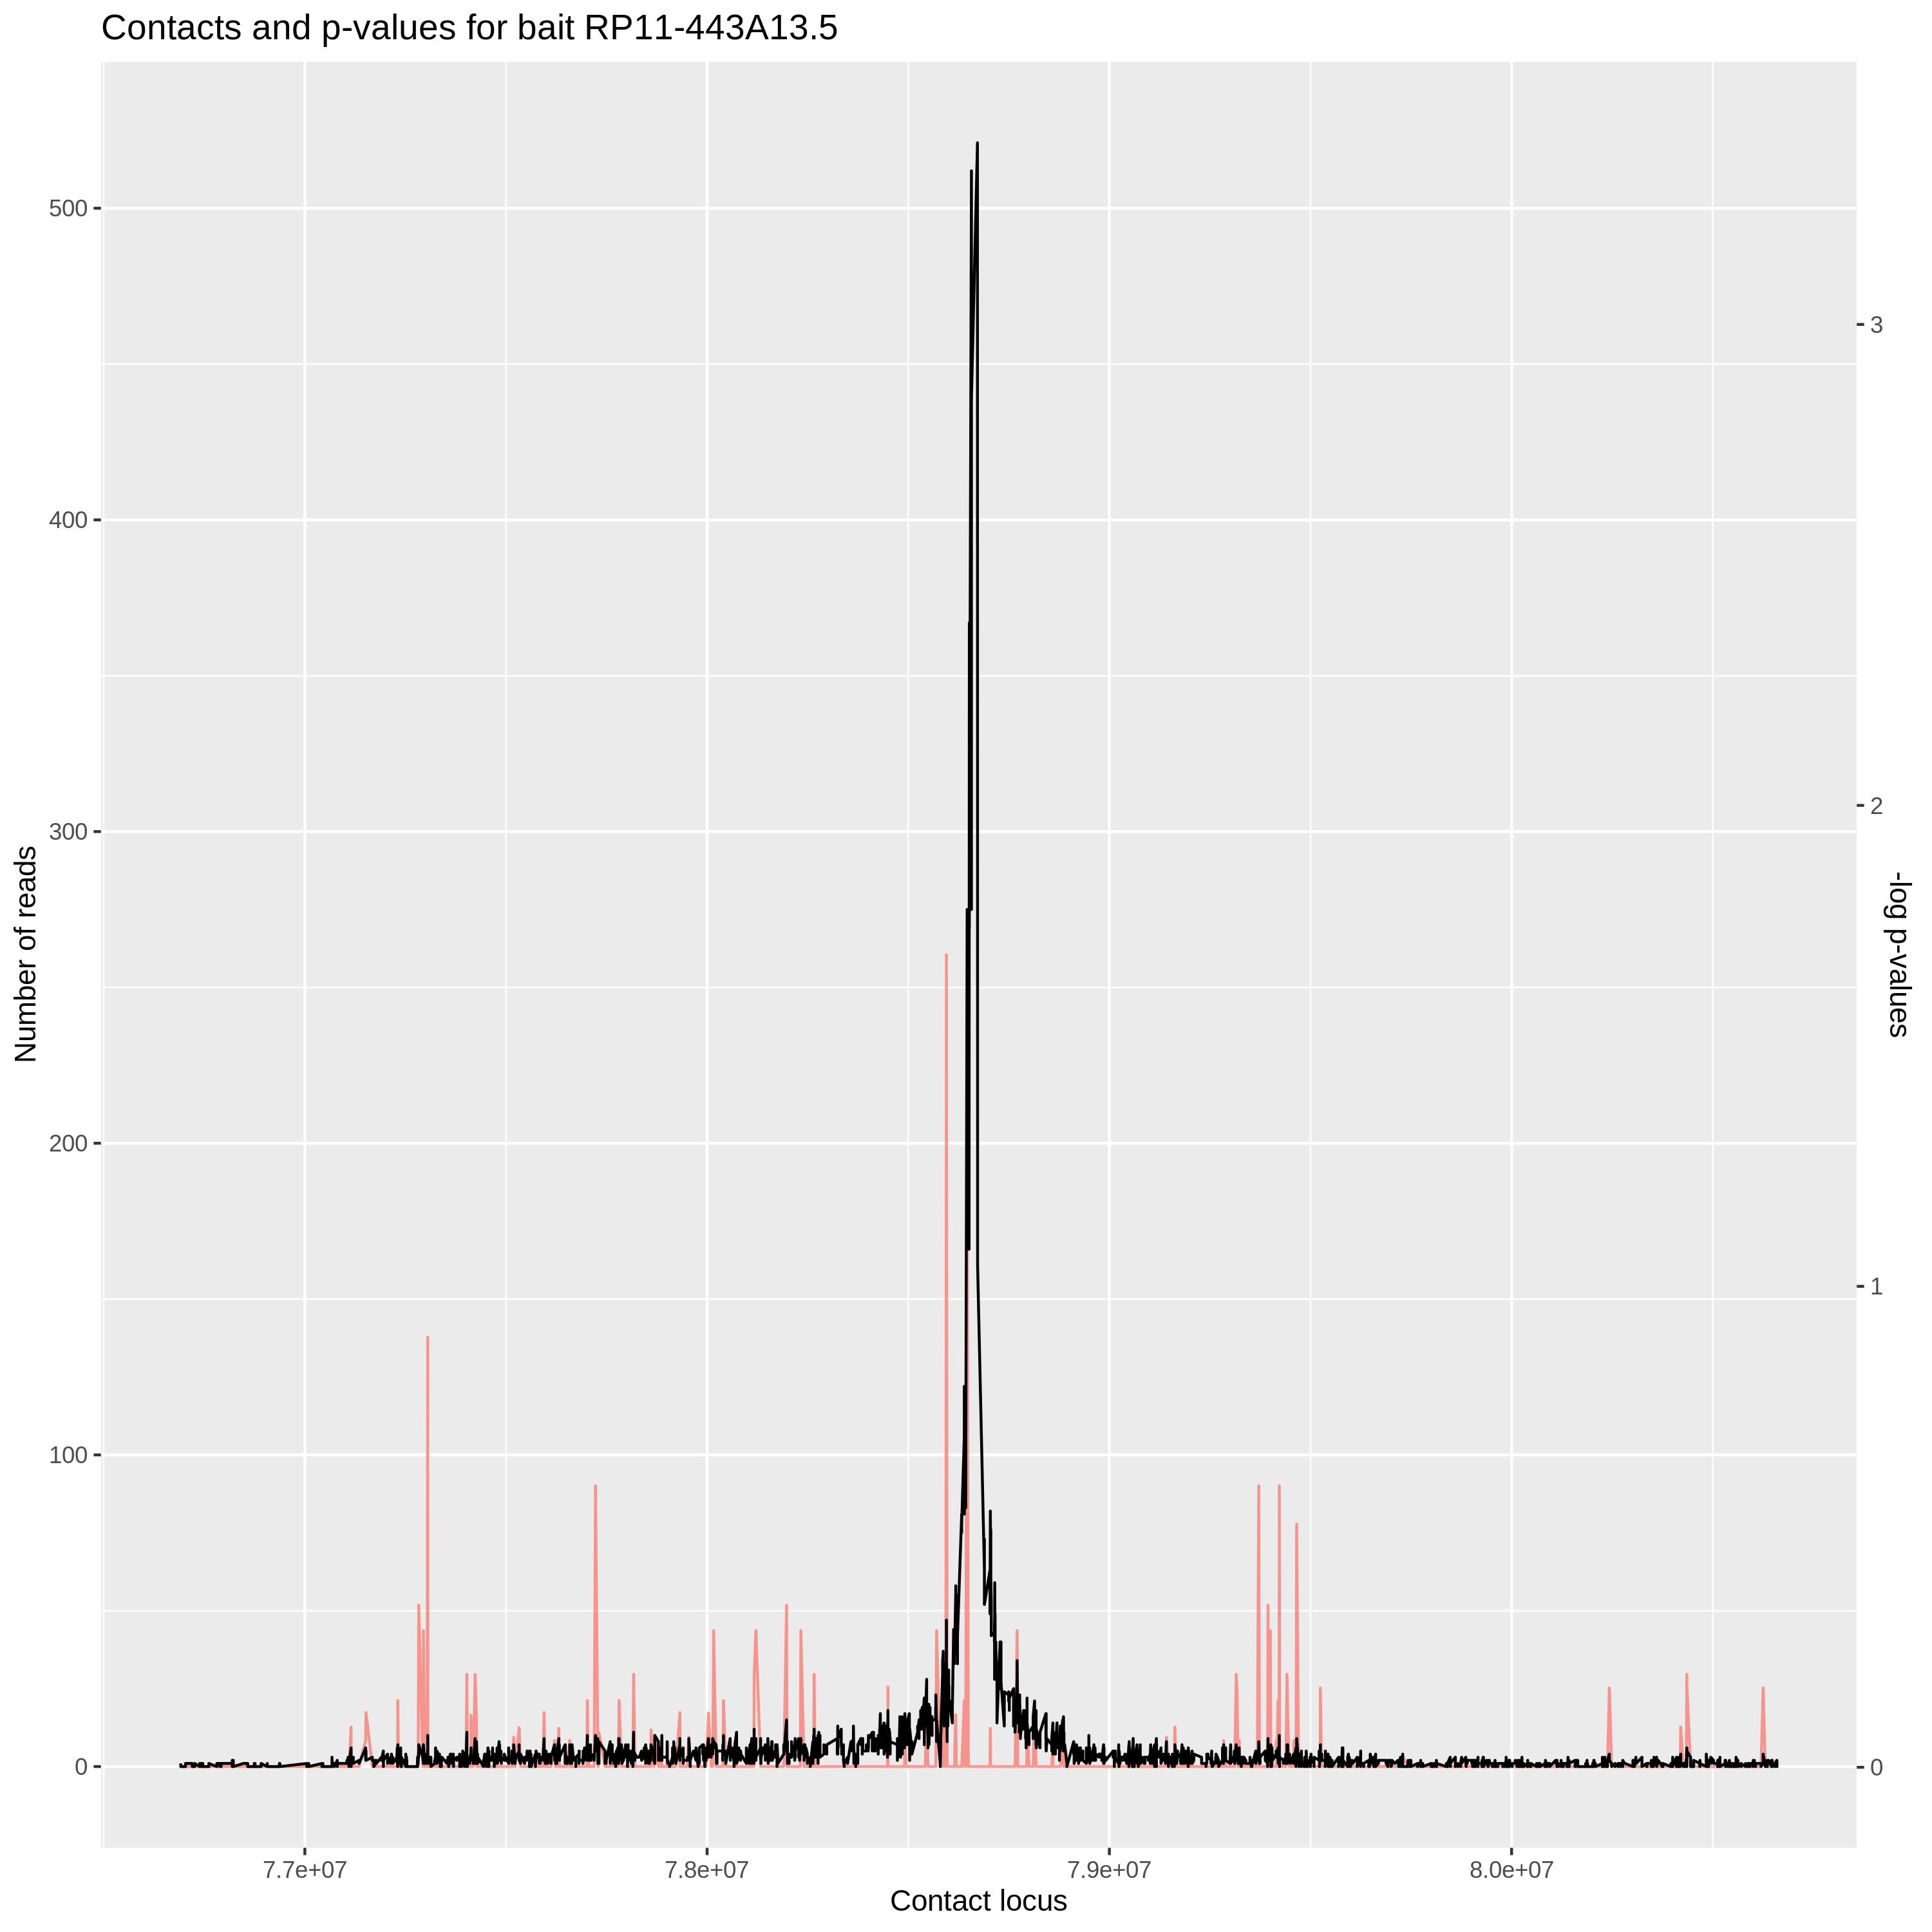 Contacts and p-values for bait RP11-443A13.5
500
400
300
200
100
0
Number of reads
3
2
1
0
-log p-values
7.7e+07 7.8e+07 7.9e+07 8.0e+07
Contact locus